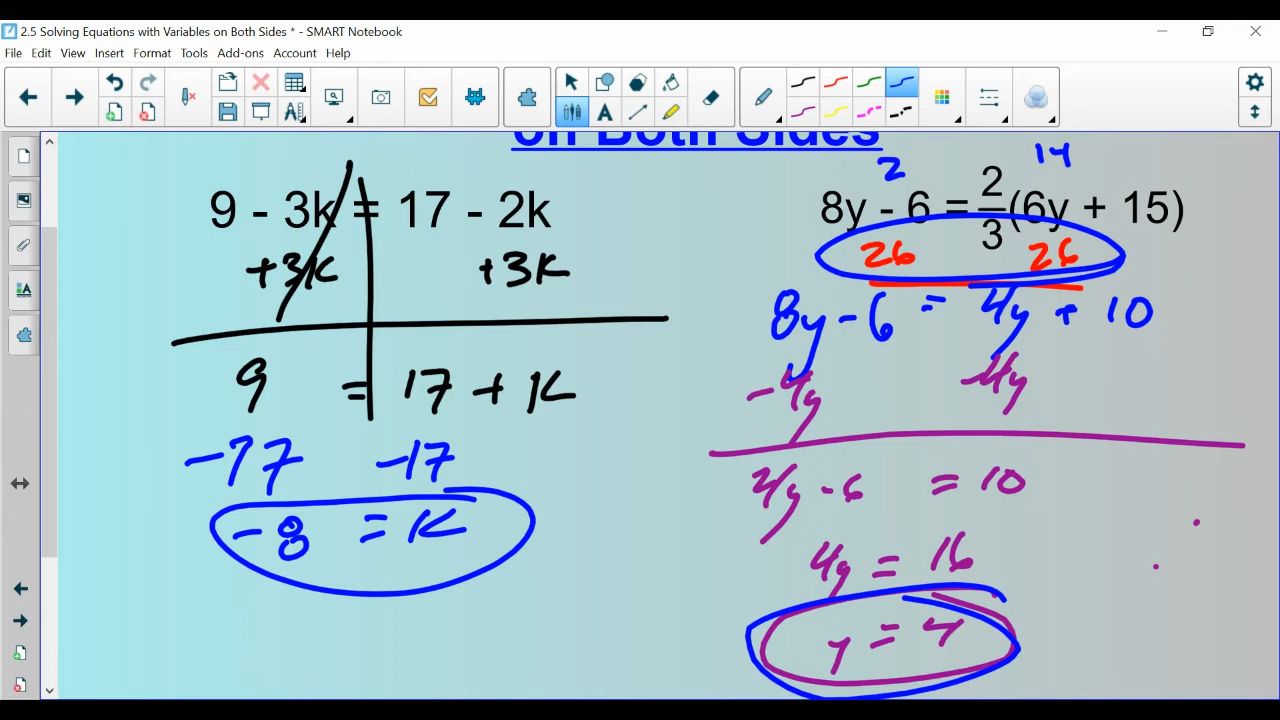 2.5 Solving Equations with Variables on Both Sides * - SMART Notebook
File Edit View Insert Format Tools Add-ons Account Help
on Both Sides
9 - 3k = 17 - 2k
+3k +3k
9 = 17 + k
-17 -17
-8 = k
2 14
8y - 6 = 2/3(6y + 15)
26 26
8y - 6 = 4y + 10
-4y -4y
4y - 6 = 10
4y = 16
y = 4